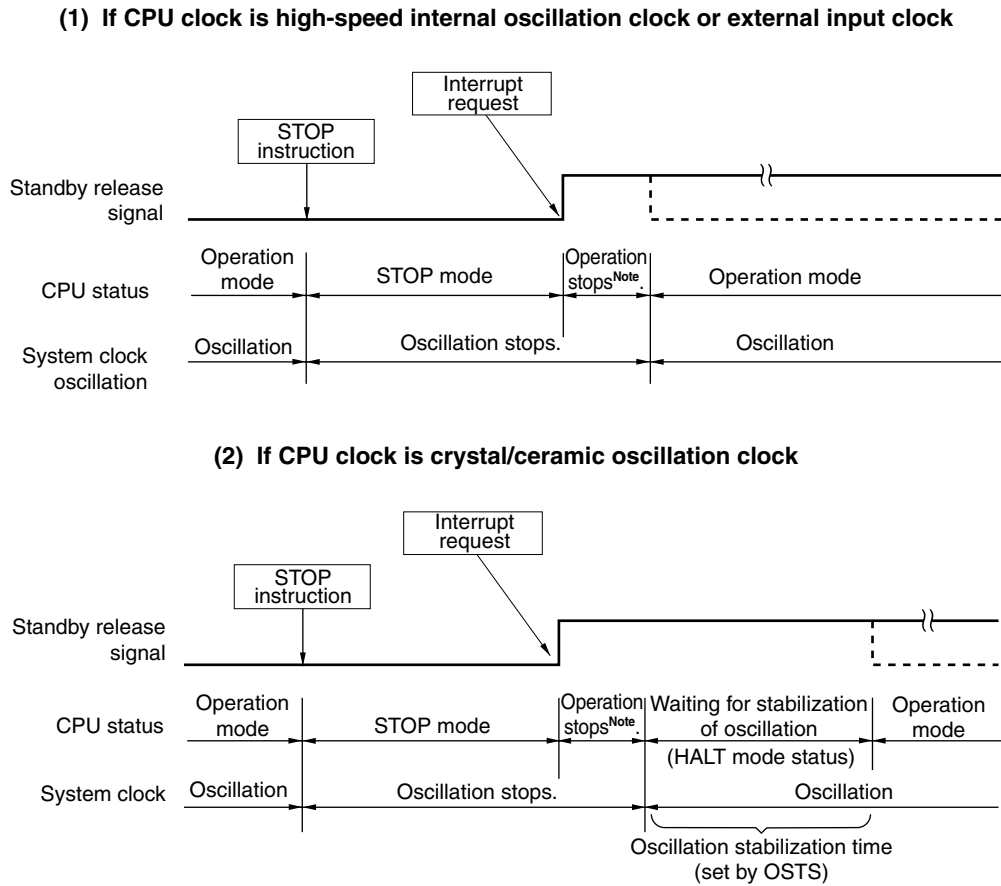 (1) If CPU clock is high-speed internal oscillation clock or external input clock
Interrupt
request
STOP
instruction
Standby release
signal
Operation
mode
STOP mode
Operation
stopsNote.
Operation mode
CPU status
System clock
oscillation
Oscillation
Oscillation stops.
Oscillation
(2) If CPU clock is crystal/ceramic oscillation clock
Interrupt
request
STOP
instruction
Standby release
signal
CPU status
Operation
mode
STOP mode
Operation
stopsNote.
Waiting for stabilization
of oscillation
(HALT mode status)
Operation
mode
System clock
Oscillation
Oscillation stops.
Oscillation
Oscillation stabilization time
(set by OSTS)